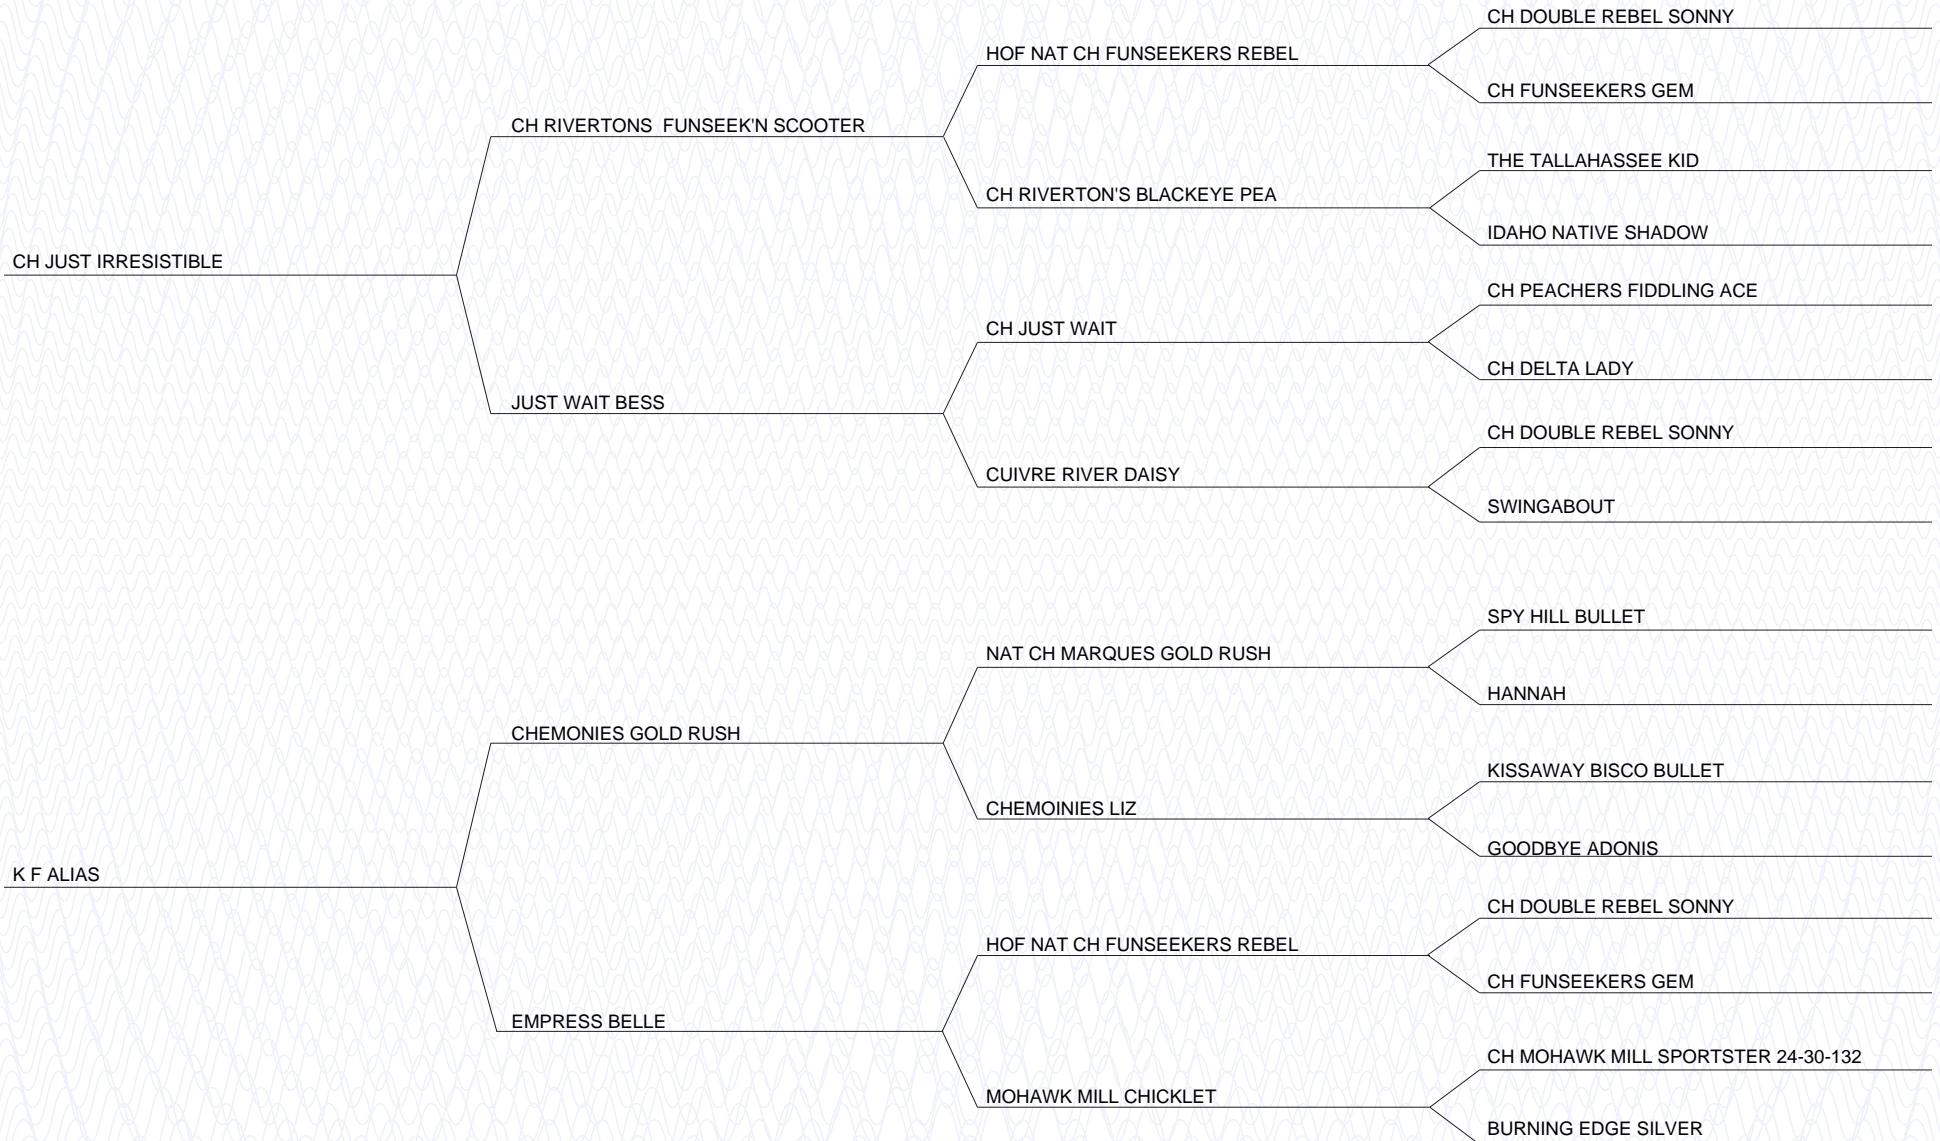 CH DOUBLE REBEL SONNY
HOF NAT CH FUNSEEKERS REBEL
CH FUNSEEKERS GEM
CH RIVERTONS  FUNSEEK'N SCOOTER
THE TALLAHASSEE KID
CH RIVERTON'S BLACKEYE PEA
IDAHO NATIVE SHADOW
CH JUST IRRESISTIBLE
CH PEACHERS FIDDLING ACE
CH JUST WAIT
CH DELTA LADY
JUST WAIT BESS
CH DOUBLE REBEL SONNY
CUIVRE RIVER DAISY
SWINGABOUT
SPY HILL BULLET
NAT CH MARQUES GOLD RUSH
HANNAH
CHEMONIES GOLD RUSH
KISSAWAY BISCO BULLET
CHEMOINIES LIZ
GOODBYE ADONIS
K F ALIAS
CH DOUBLE REBEL SONNY
HOF NAT CH FUNSEEKERS REBEL
CH FUNSEEKERS GEM
EMPRESS BELLE
CH MOHAWK MILL SPORTSTER 24-30-132
MOHAWK MILL CHICKLET
BURNING EDGE SILVER